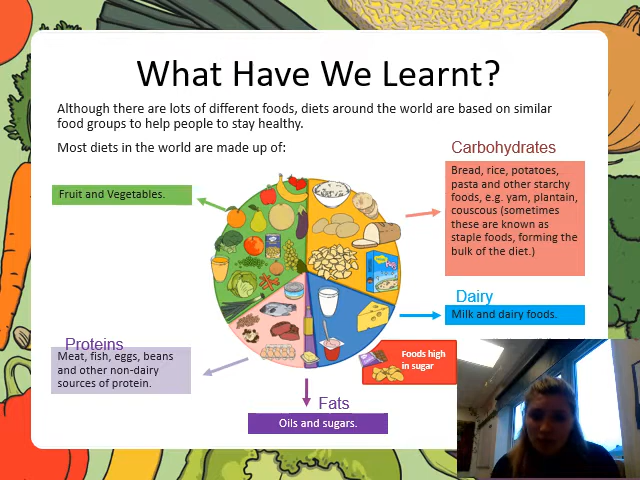 What Have We Learnt?
Although there are lots of different foods, diets around the world are based on similar
food groups to help people to stay healthy.
Most diets in the world are made up of:
Carbohydrates
Bread, rice, potatoes,
pasta and other starchy
foods, e.g. yam, plantain,
couscous (sometimes
these are known as
staple foods, forming the
bulk of the diet.)
Fruit and Vegetables.
Dairy
Milk and dairy foods.
Proteins
Meat, fish, eggs, beans
and other non-dairy
sources of protein.
Foods high
in sugar
Fats
Oils and sugars.